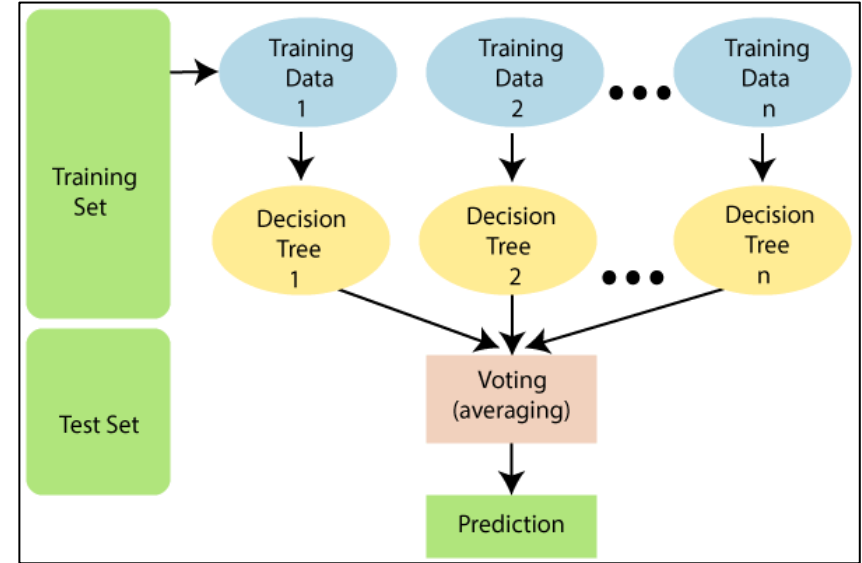 Training
Set
Test Set
Training
Data
1
Training
Data
2
Training
Data
n
Decision
Tree
1
Decision
Tree
2
Decision
Tree
n
Voting
(averaging)
Prediction